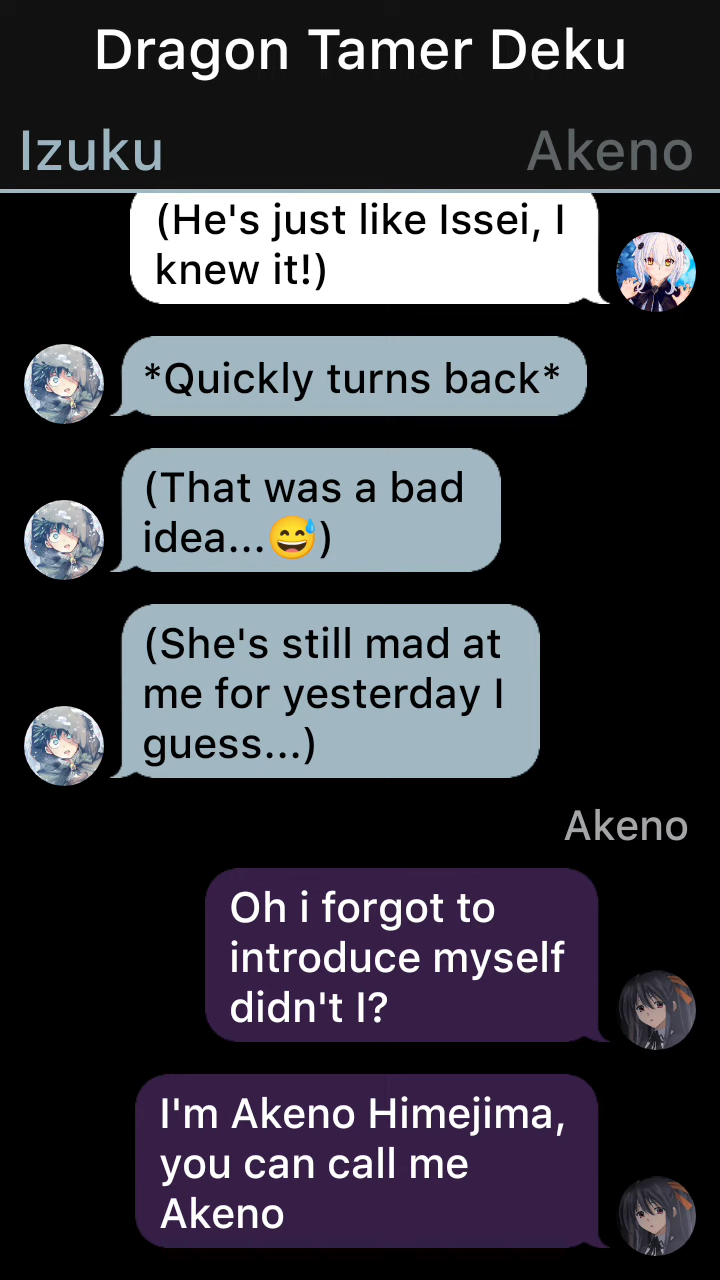 Dragon Tamer Deku
Izuku
Akeno
(He's just like Issei, I
knew it!)
*Quickly turns back*
(That was a bad
idea...😅)
(She's still mad at
me for yesterday I
guess...)
Akeno
Oh i forgot to
introduce myself
didn't I?
I'm Akeno Himejima,
you can call me
Akeno